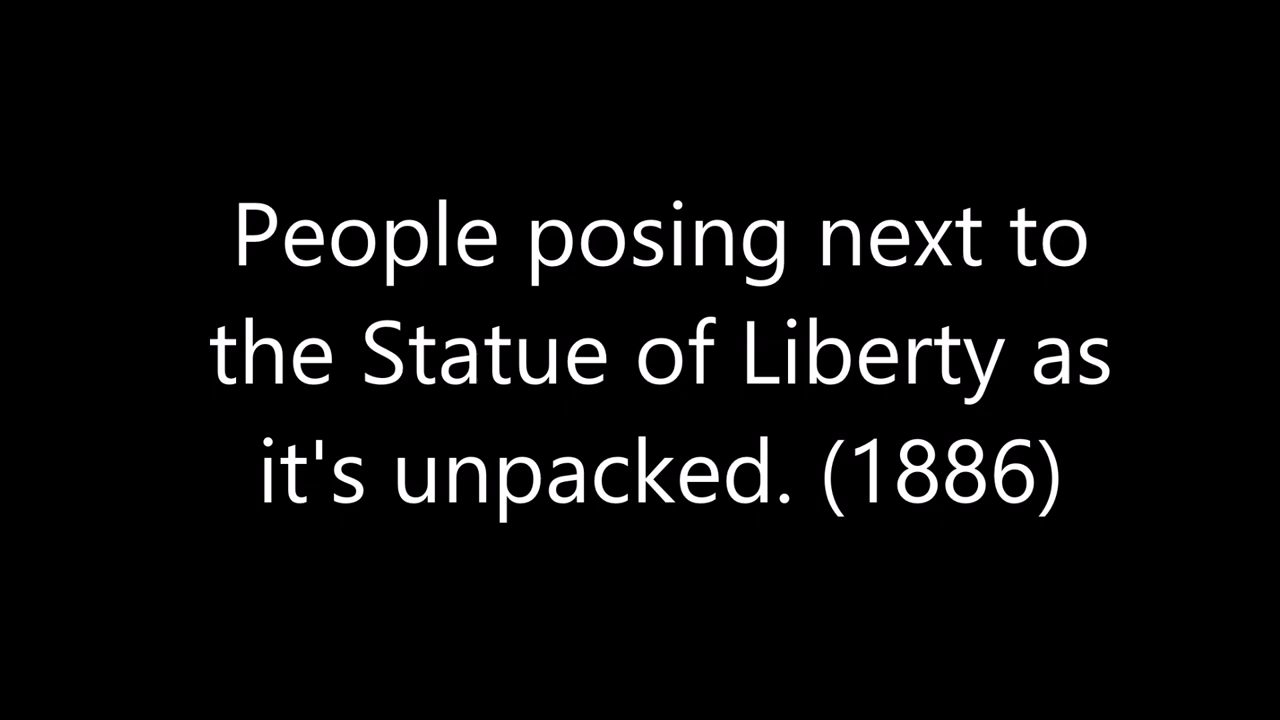 People posing next to
the Statue of Liberty as
it's unpacked. (1886)